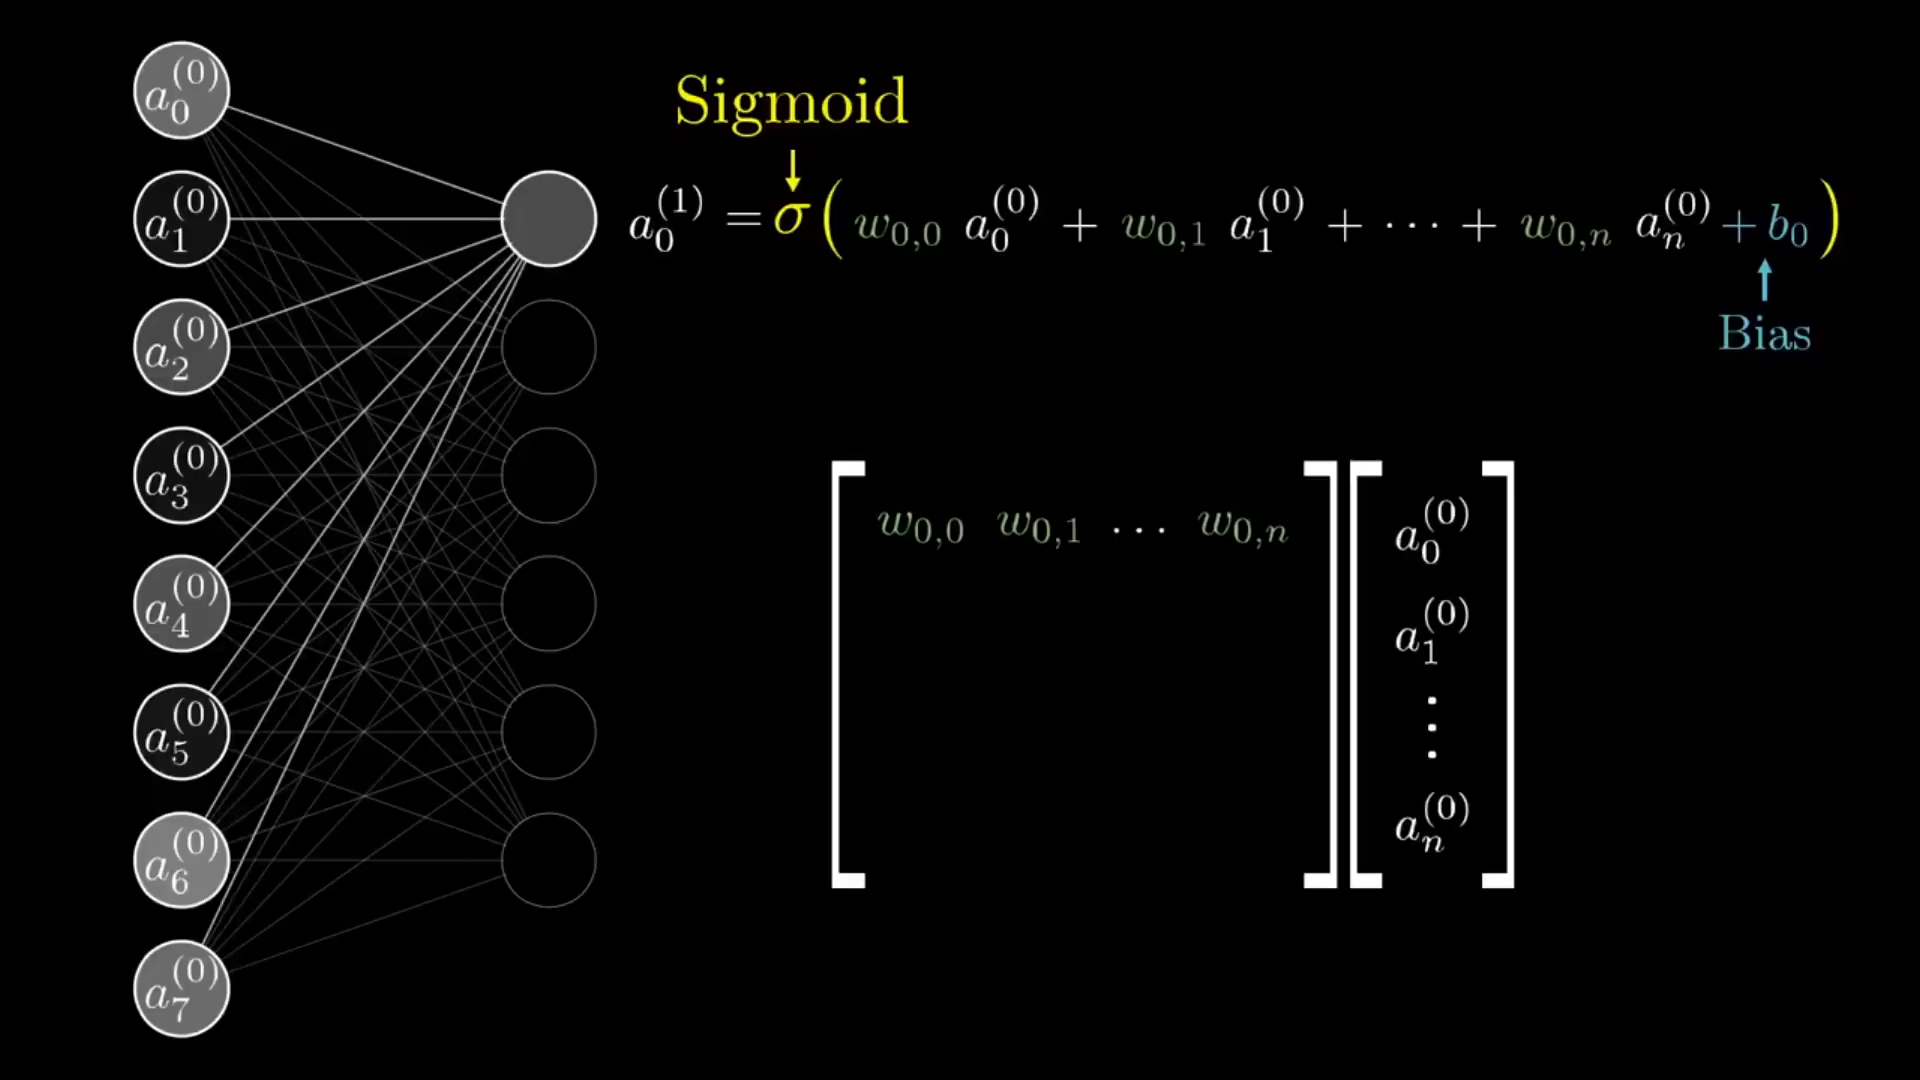 a_0^{(0)}
a_1^{(0)}
a_2^{(0)}
a_3^{(0)}
a_4^{(0)}
a_5^{(0)}
a_6^{(0)}
a_7^{(0)}
Sigmoid
a_0^{(1)} = σ ( w_{0,0} a_0^{(0)} + w_{0,1} a_1^{(0)} + ⋯ + w_{0,n} a_n^{(0)} + b_0 )
Bias
[ w_{0,0} w_{0,1} … w_{0,n} ]
[ a_0^{(0)}
a_1^{(0)}
⋮
a_n^{(0)} ]